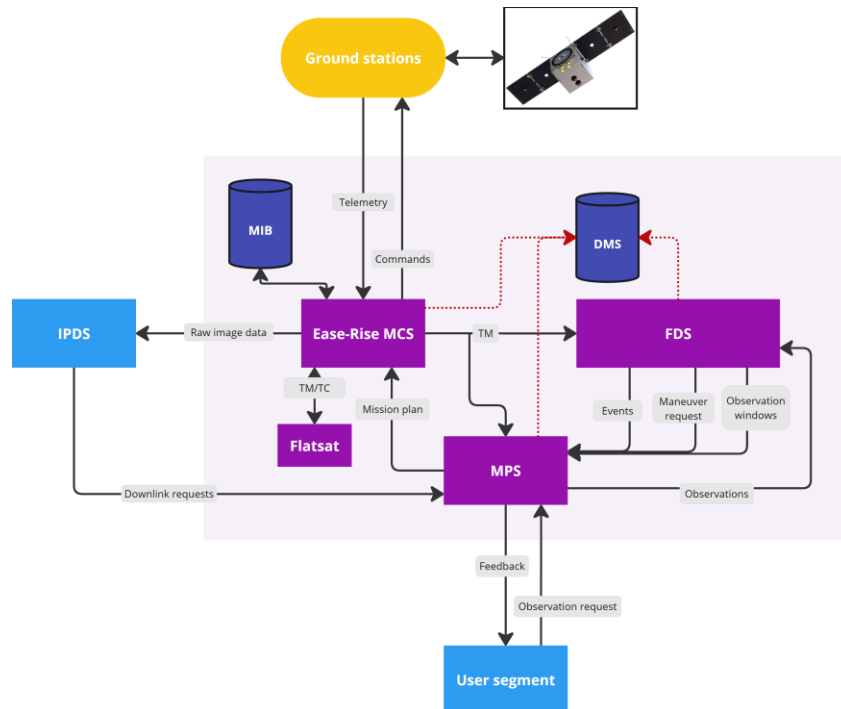 Ground stations
Telemetry
MIB
DMS
Commands
IPDS
Raw image data
Ease-Rise MCS
TM
FDS
TM/TC
Mission plan
Events
Maneuver
request
Observation
windows
Flatsat
MPS
Downlink requests
Observations
Feedback
Observation request
User segment